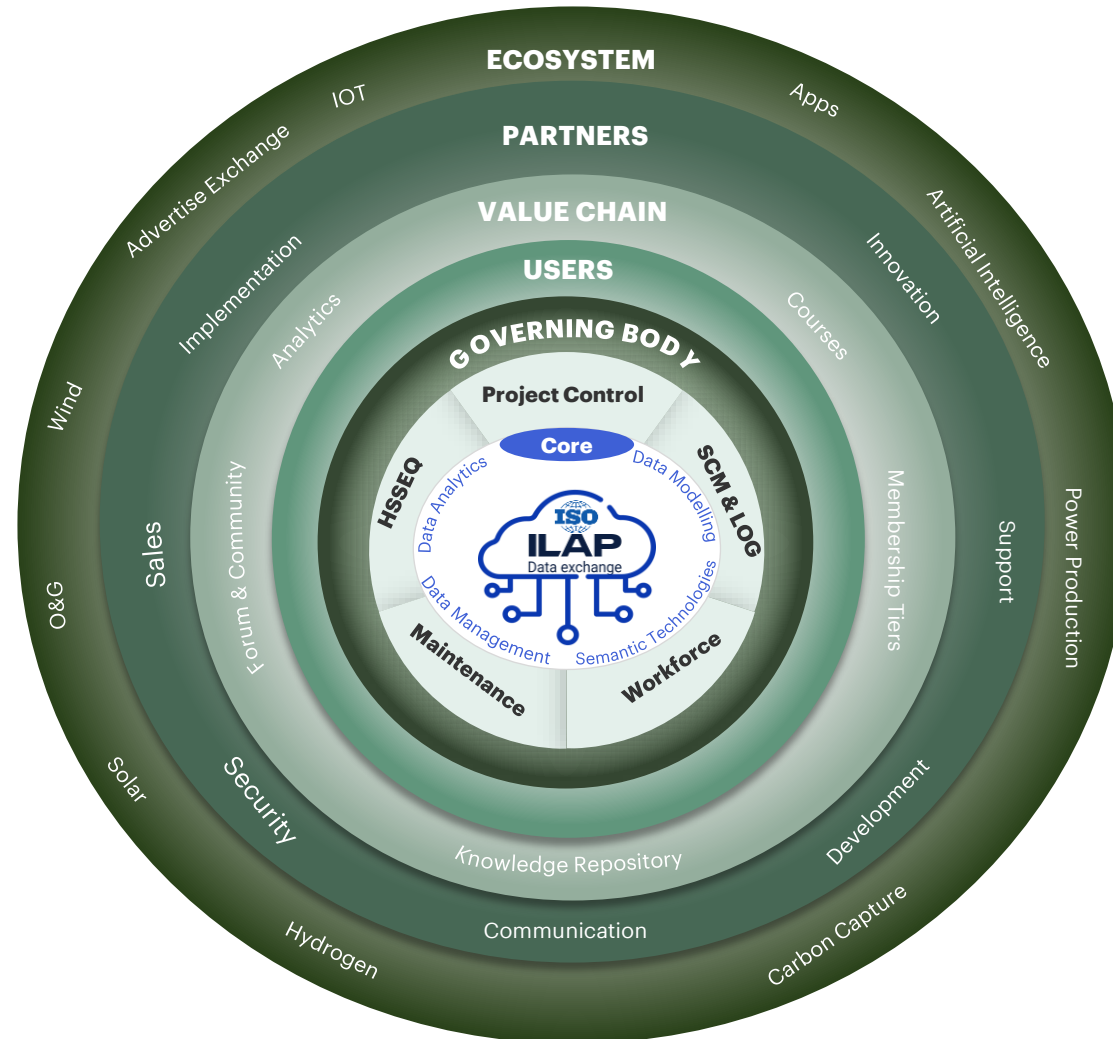 ECOSYSTEM
IOT
Apps
Advertise Exchange
Artificial Intelligence
Wind
Power Production
O&G
Solar
Carbon Capture
Hydrogen
PARTNERS
Implementation
Innovation
Sales
Support
Security
Development
Communication
VALUE CHAIN
Analytics
Courses
Forum & Community
Membership Tiers
Knowledge Repository
USERS
GOVERNING BODY
Project Control
HSSEQ
SCM & LOG
Maintenance
Workforce
Core
Data Analytics
Data Modelling
Data Management
Semantic Technologies
ISO
ILAP
Data exchange